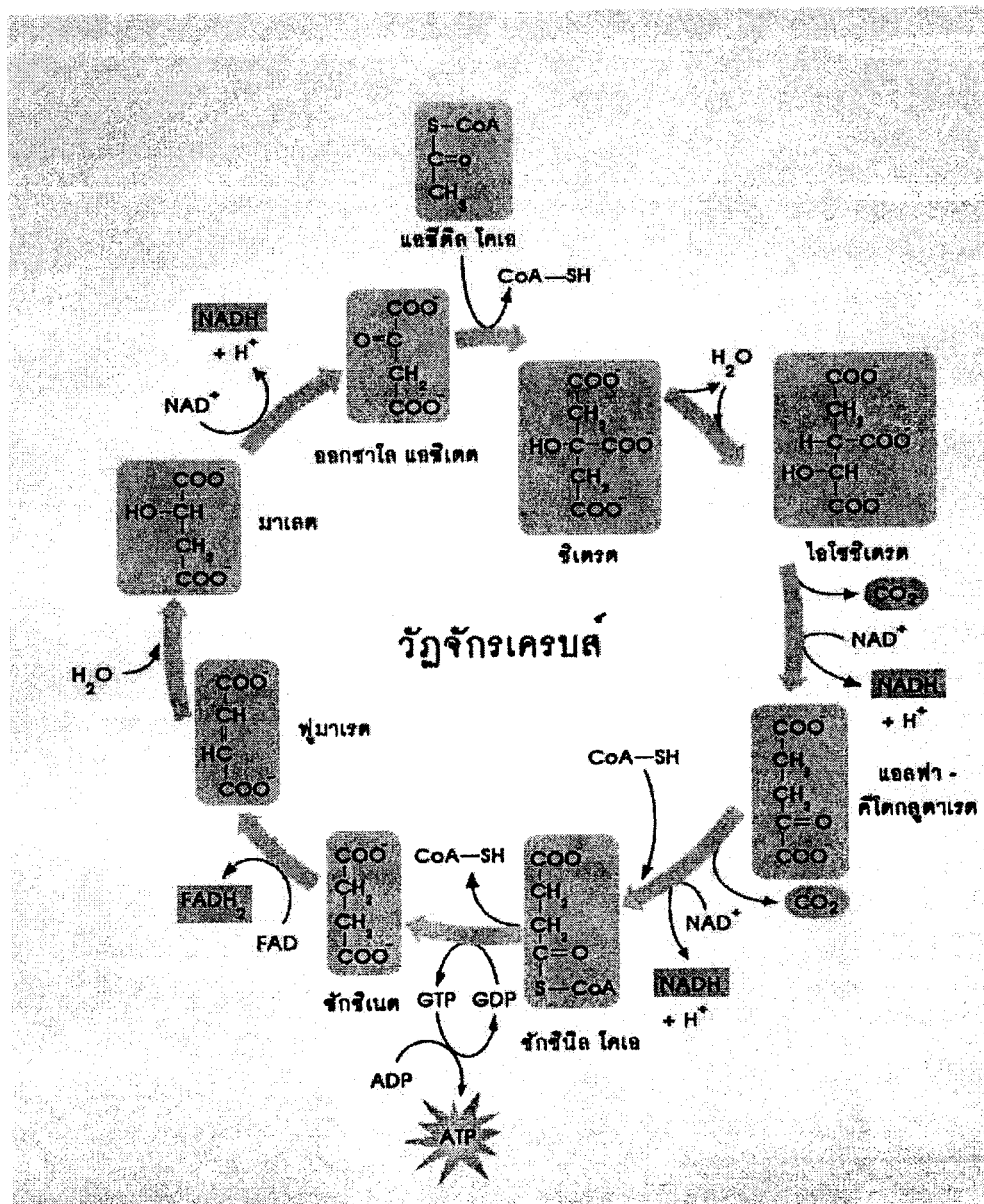 S–CoA
C=O
CH₃
แอซีติล โคเอ
CoA—SH
NADH
+ H⁺
NAD⁺
COO⁻
O=C
CH₂
COO⁻
ออกซาโล แอซิเตต
COO⁻
CH₂
HO–C–COO⁻
CH₂
COO⁻
ซิเตรต
H₂O
COO⁻
CH₂
H–C–COO⁻
HO–CH
COO⁻
ไอโซซิเตรต
COO⁻
HO–CH
CH₂
COO⁻
มาเลต
CO₂
NAD⁺
NADH
+ H⁺
วัฏจักรเครบส์
H₂O
COO⁻
CH
HC
COO⁻
ฟูมาเรต
COO⁻
CH₂
CH₂
C=O
COO⁻
แอลฟา -
คีโตกลูตาเรต
CoA—SH
CO₂
NAD⁺
NADH
+ H⁺
COO⁻
CH₂
CH₂
C=O
S–CoA
ซักซินิล โคเอ
CoA—SH
GTP GDP
ADP
ATP
COO⁻
CH₂
CH₂
COO⁻
ซักซิเนต
FADH₂
FAD